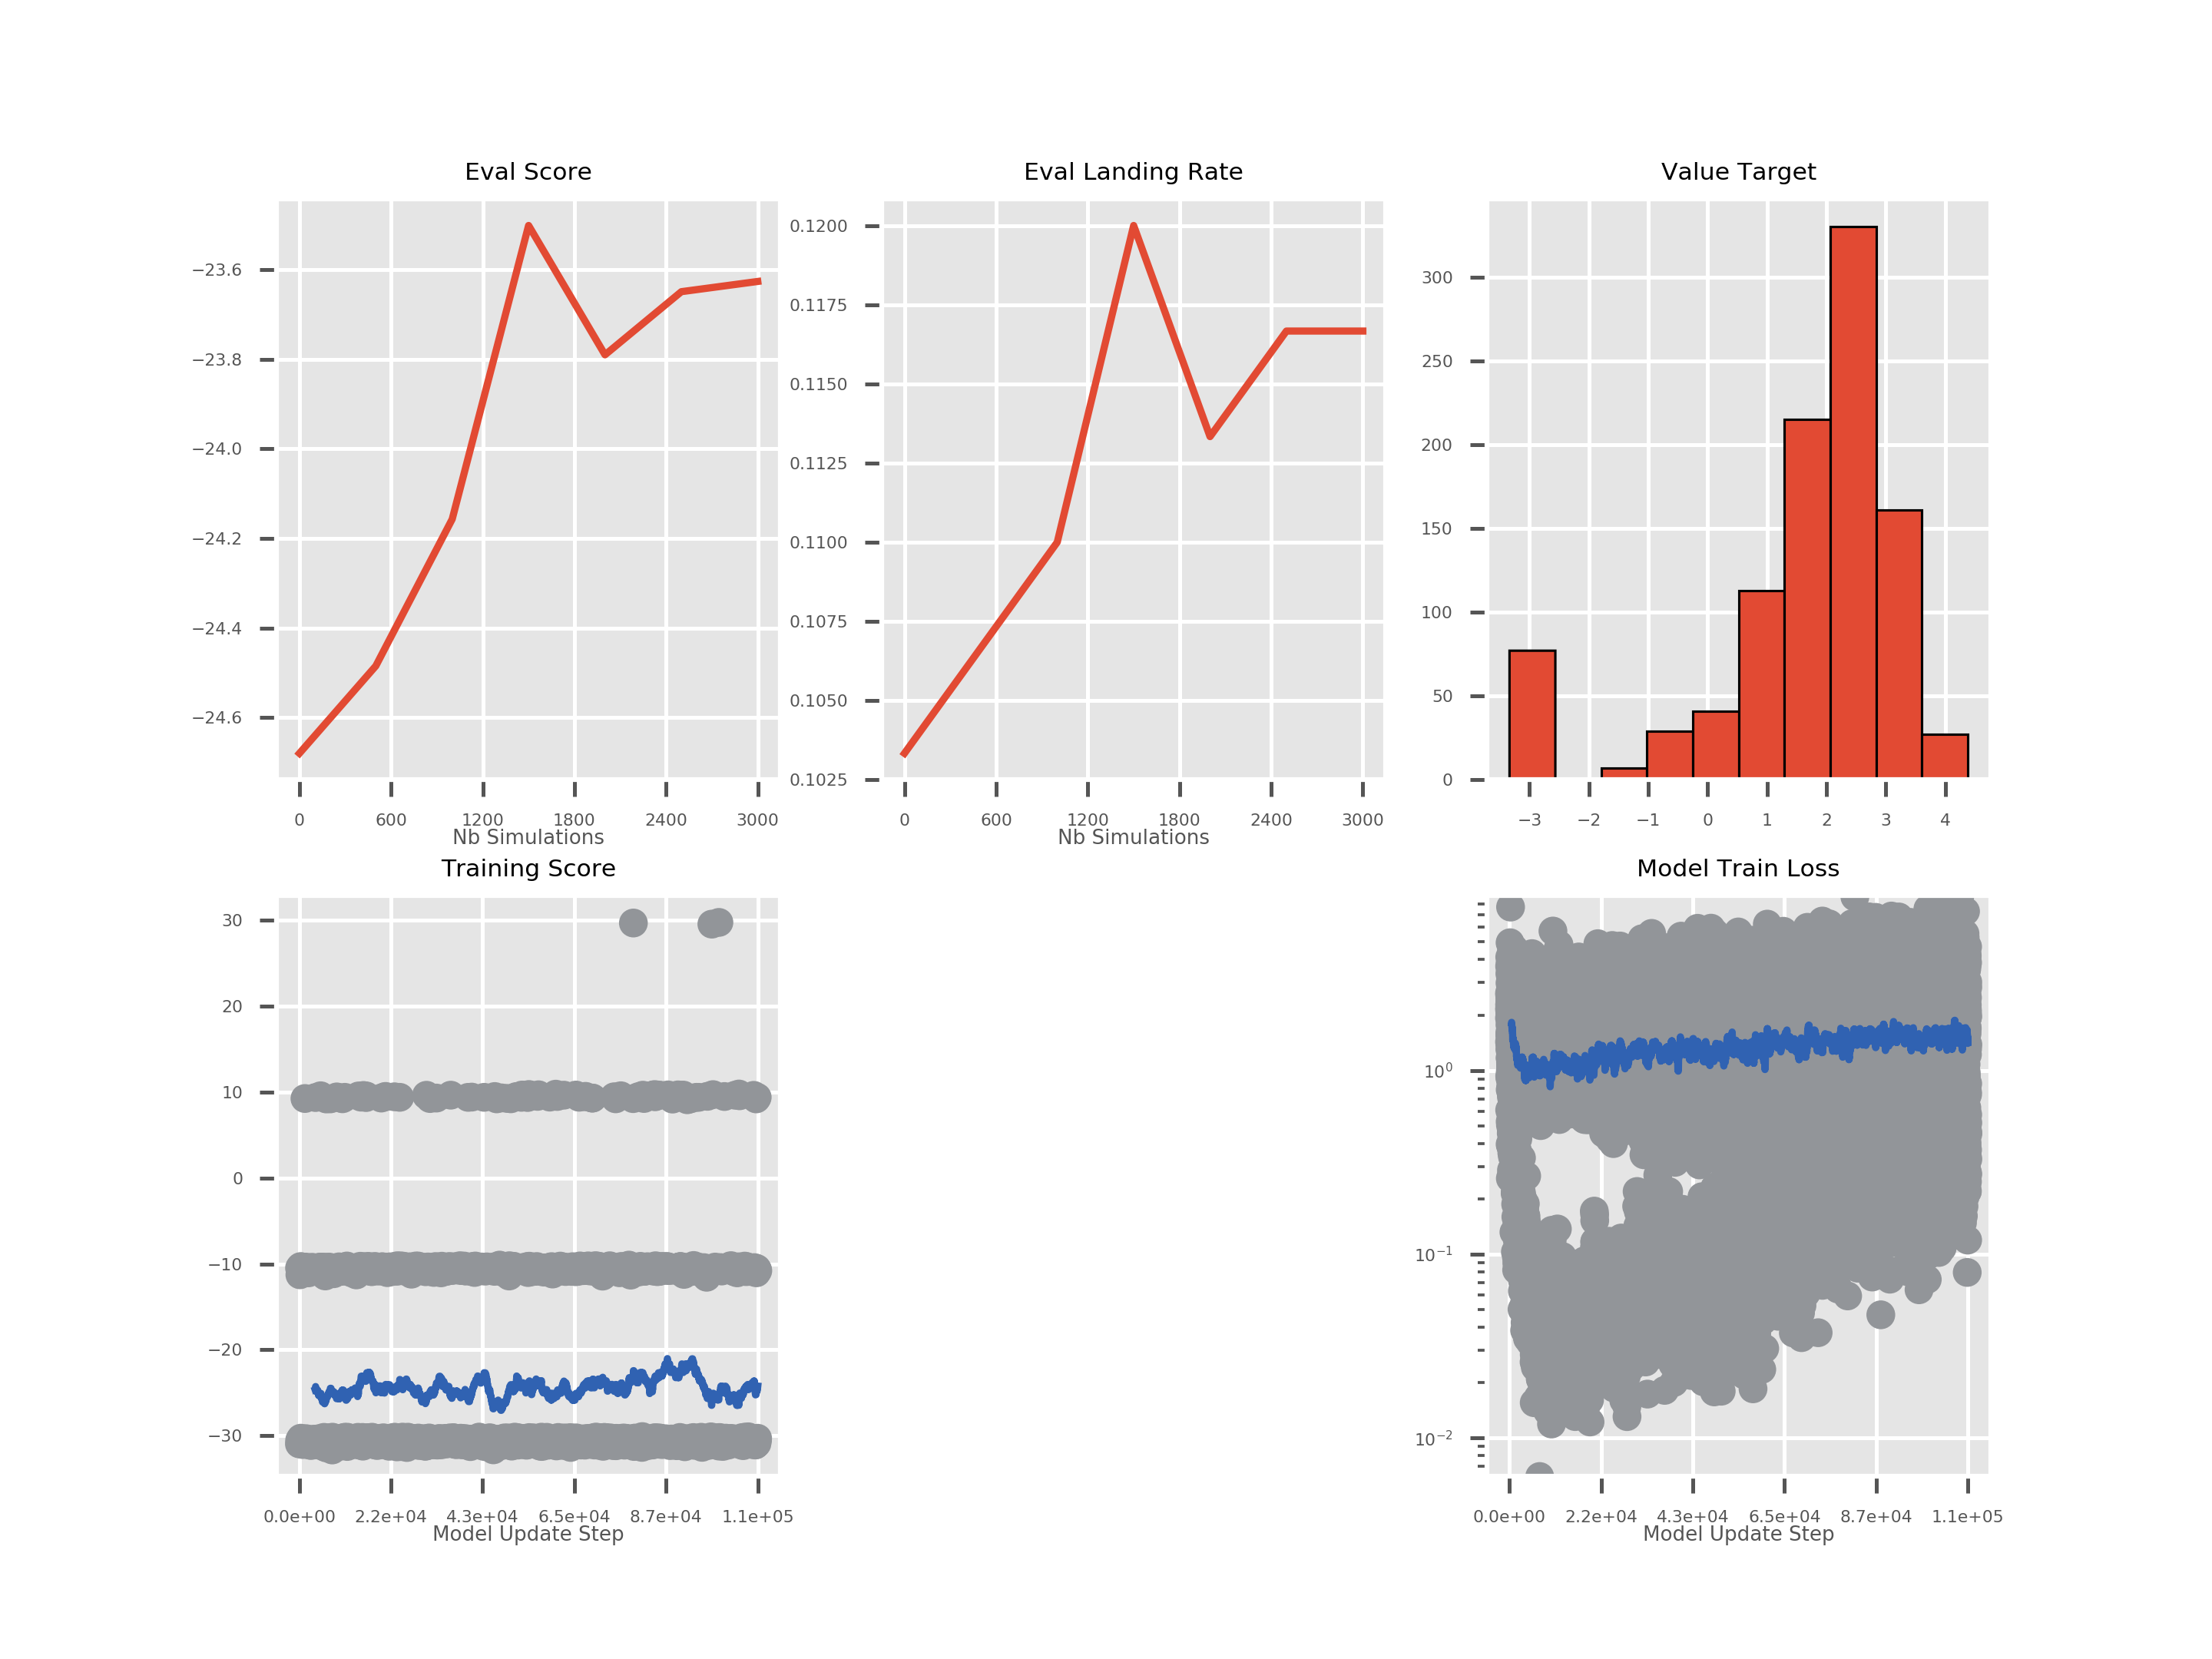 Eval Score
−23.6
−23.8
−24.0
−24.2
−24.4
−24.6
0 600 1200 1800 2400 3000
Nb Simulations
Eval Landing Rate
0.1200
0.1175
0.1150
0.1125
0.1100
0.1075
0.1050
0.1025
0 600 1200 1800 2400 3000
Nb Simulations
Value Target
300
250
200
150
100
50
0
−3 −2 −1 0 1 2 3 4
Training Score
30
20
10
0
−10
−20
−30
0.0e+00 2.2e+04 4.3e+04 6.5e+04 8.7e+04 1.1e+05
Model Update Step
Model Train Loss
10⁰
10⁻¹
10⁻²
0.0e+00 2.2e+04 4.3e+04 6.5e+04 8.7e+04 1.1e+05
Model Update Step